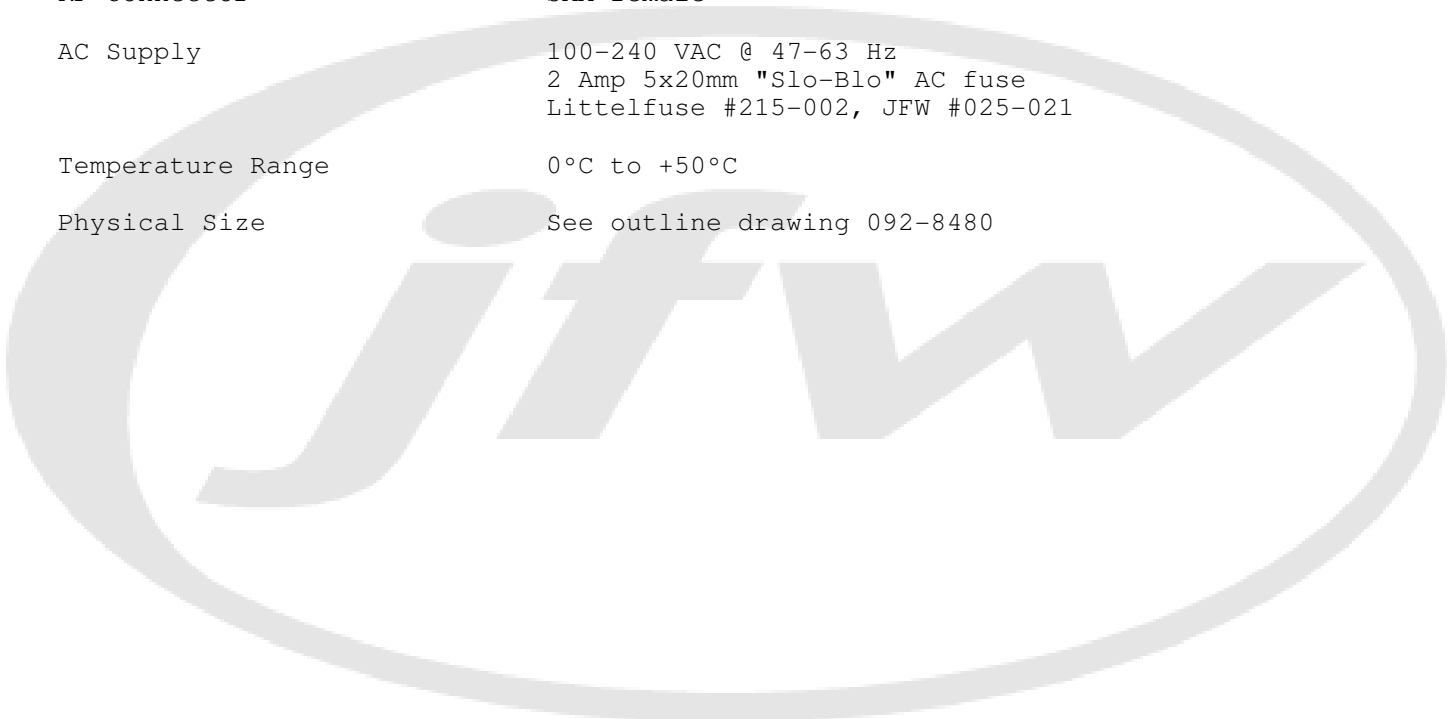 AC Supply 100-240 VAC @ 47-63 Hz
2 Amp 5x20mm "Slo-Blo" AC fuse
Littelfuse #215-002, JFW #025-021
Temperature Range 0°C to +50°C
Physical Size See outline drawing 092-8480
jfw